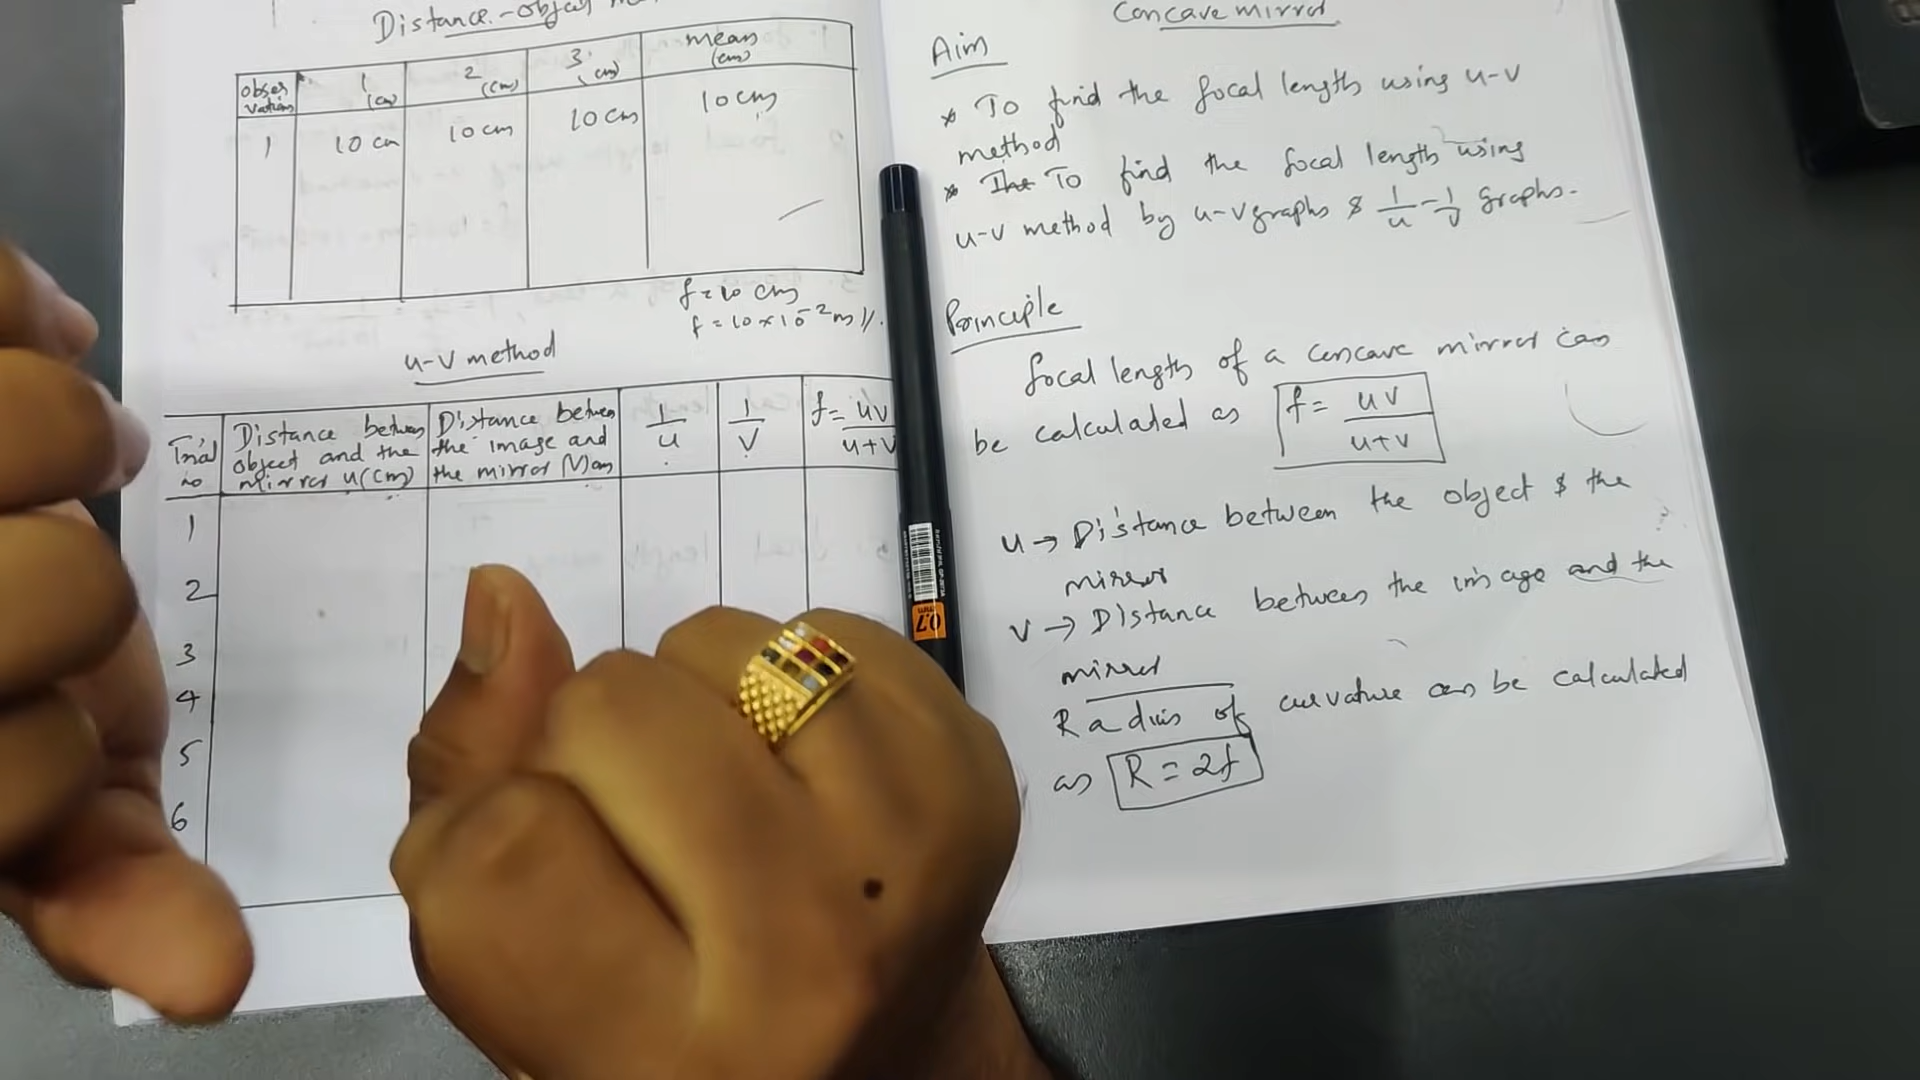 Distance - Object
Obser vations 1 (cm) 2 (cm) 3 (cm) mean (cm)
1 10 cm 10 cm 10 cm 10 cm
f = 10 cm
f = 10 × 10⁻² m //.
u-v method
Trial no Distance between object and the mirror u (cm) Distance between the image and the mirror (V) cm 1/u 1/V f = uv/u+v
1
2
3
4
5
6
0.7
Concave mirror
Aim
* To find the focal length using u-v
method
* To find the focal length using
u-v method by u-v graphs & 1/u - 1/v graphs.
Principle
focal length of a concave mirror can
be calculated as f = uv/u+v
u → Distance between the object & the
mirror
v → Distance between the image and the
mirror
Radius of curvature can be calculated
as R = 2f